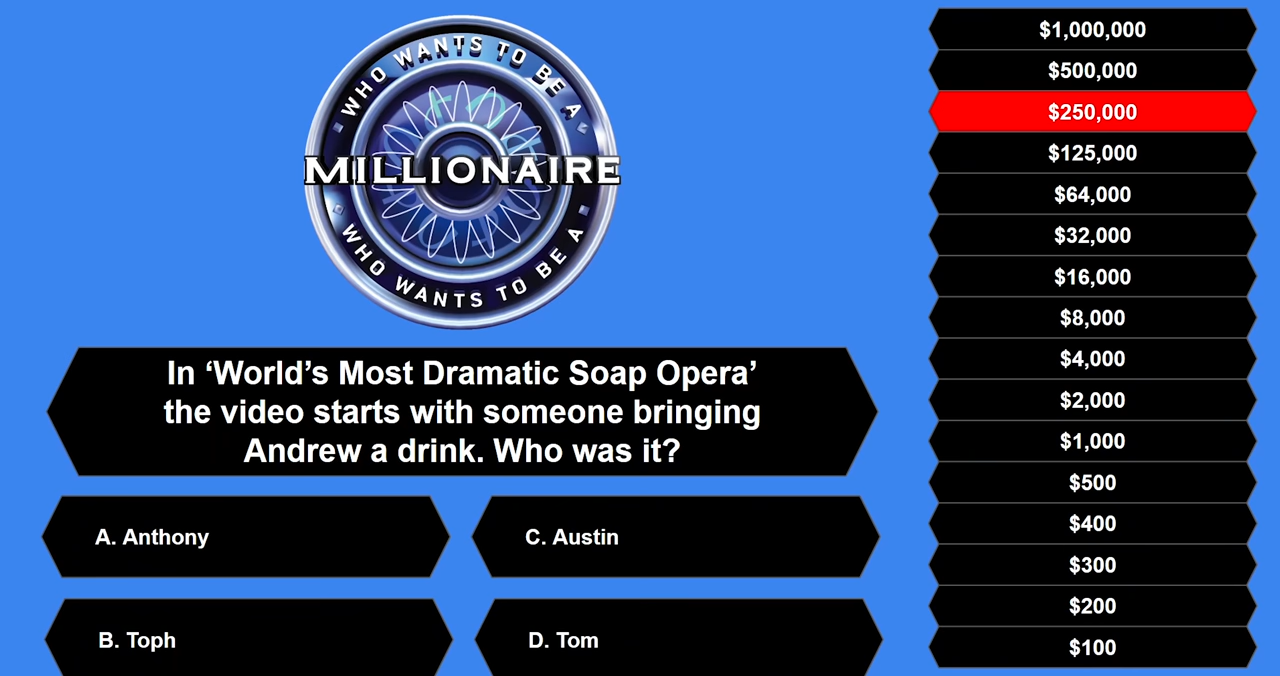 WHO WANTS TO BE A
MILLIONAIRE
WHO WANTS TO BE A
In ‘World’s Most Dramatic Soap Opera’
the video starts with someone bringing
Andrew a drink. Who was it?
A. Anthony
C. Austin
B. Toph
D. Tom
$1,000,000
$500,000
$250,000
$125,000
$64,000
$32,000
$16,000
$8,000
$4,000
$2,000
$1,000
$500
$400
$300
$200
$100